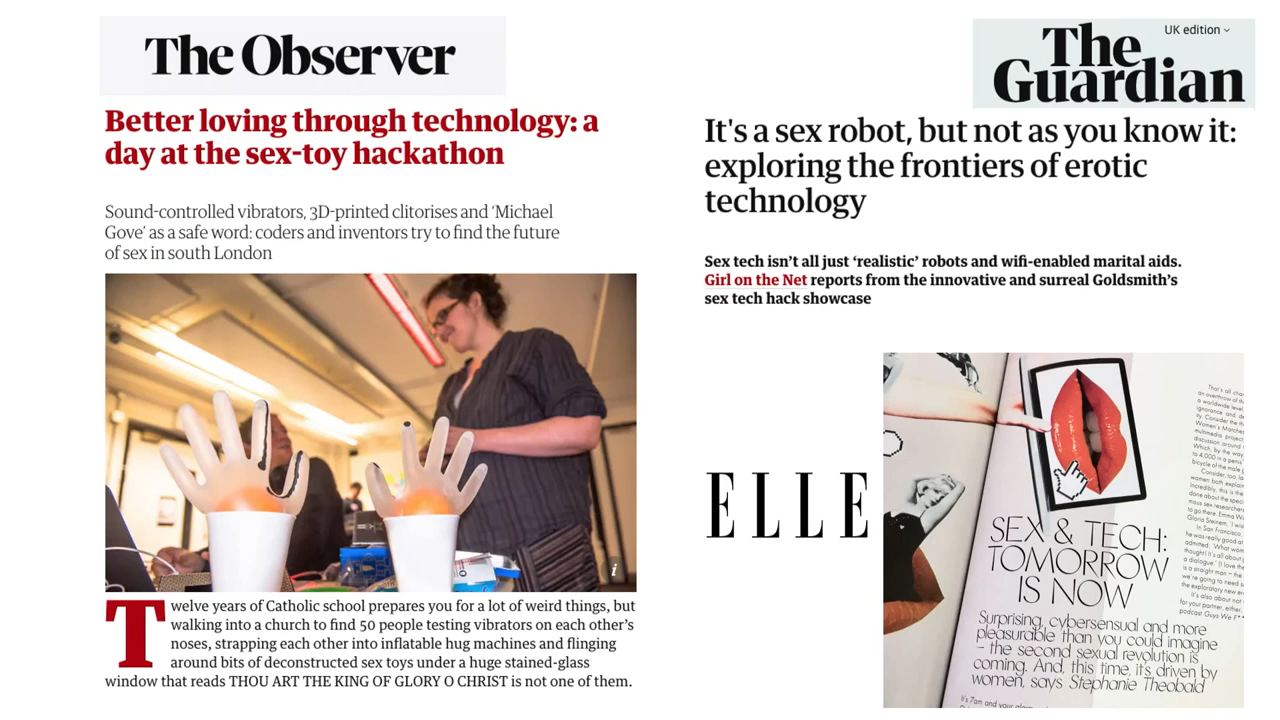 The Observer
Better loving through technology: a
day at the sex-toy hackathon
Sound-controlled vibrators, 3D-printed clitorises and ‘Michael
Gove’ as a safe word: coders and inventors try to find the future
of sex in south London
Twelve years of Catholic school prepares you for a lot of weird things, but
walking into a church to find 50 people testing vibrators on each other’s
noses, strapping each other into inflatable hug machines and flinging
around bits of deconstructed sex toys under a huge stained-glass
window that reads THOU ART THE KING OF GLORY O CHRIST is not one of them.
UK edition
The
Guardian
It's a sex robot, but not as you know it:
exploring the frontiers of erotic
technology
Sex tech isn’t all just ‘realistic’ robots and wifi-enabled marital aids.
Girl on the Net reports from the innovative and surreal Goldsmith’s
sex tech hack showcase
ELLE
SEX & TECH:
TOMORROW
IS NOW
Surprising, cybersensual and more
pleasurable than you could imagine
– the second sexual revolution is
coming. And, this time, it's driven by
women, says Stephanie Theobald